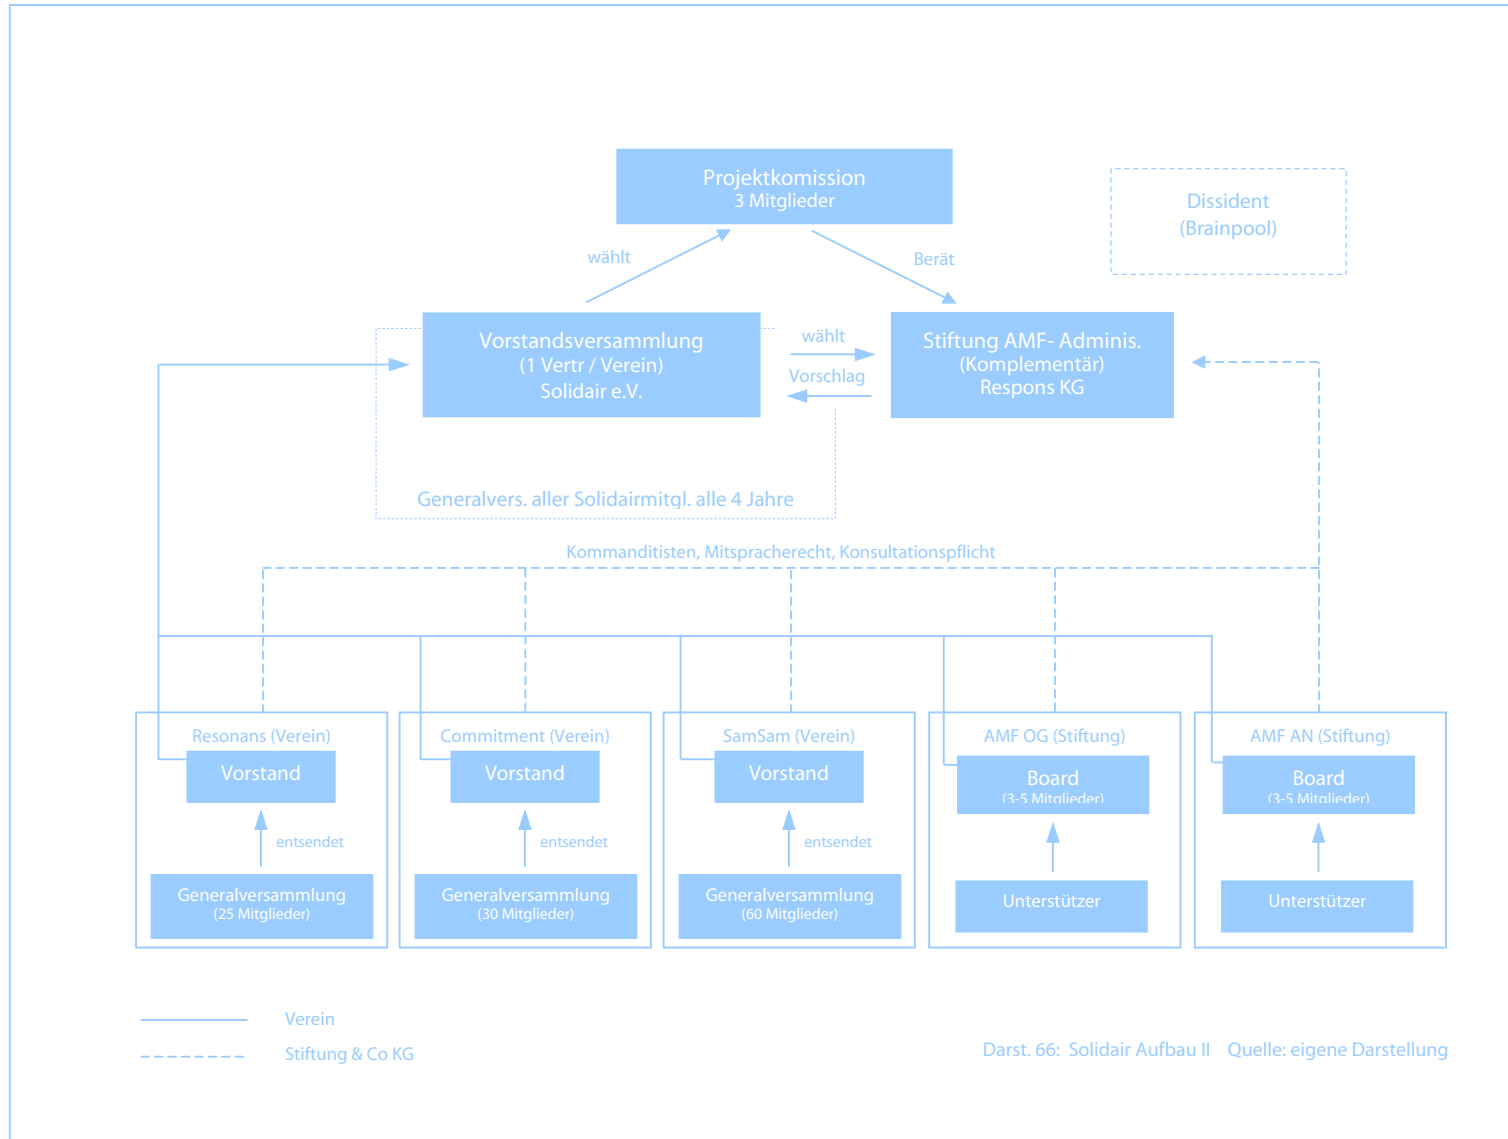 Projektkomission
3 Mitglieder
Dissident
(Brainpool)
wählt
Berät
Vorstandsversammlung
(1 Vertr / Verein)
Solidair e.V.
wählt
Vorschlag
Stiftung AMF- Adminis.
(Komplementär)
Respons KG
Generalvers. aller Solidairmitgl. alle 4 Jahre
Kommanditisten, Mitspracherecht, Konsultationspflicht
Resonans (Verein)
Vorstand
entsendet
Generalversammlung
(25 Mitglieder)
Commitment (Verein)
Vorstand
entsendet
Generalversammlung
(30 Mitglieder)
SamSam (Verein)
Vorstand
entsendet
Generalversammlung
(60 Mitglieder)
AMF OG (Stiftung)
Board
(3-5 Mitglieder)
Unterstützer
AMF AN (Stiftung)
Board
(3-5 Mitglieder)
Unterstützer
Verein
Stiftung & Co KG
Darst. 66: Solidair Aufbau II Quelle: eigene Darstellung